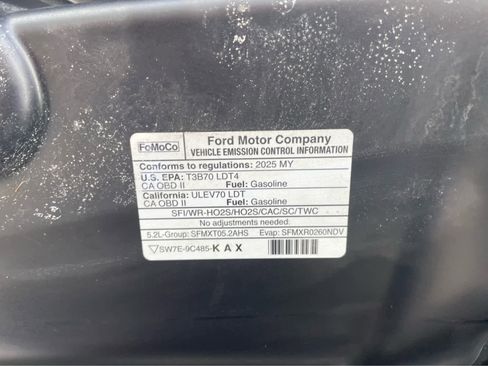 FoMoCo
Ford Motor Company
VEHICLE EMISSION CONTROL INFORMATION
Conforms to regulations: 2025 MY
U.S. EPA: T3B70 LDT4
CA OBD II Fuel: Gasoline
California: ULEV70 LDT
CA OBD II Fuel: Gasoline
SFI/WR-HO2S/HO2S/CAC/SC/TWC
No adjustments needed.
5.2L-Group: SFMXT05.2AHS Evap: SFMXR0260NDV
SW7E-9C485-KAX